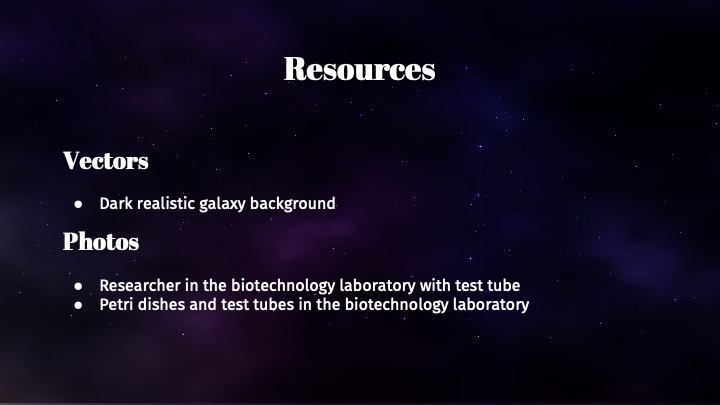 Resources
Vectors
● Dark realistic galaxy background
Photos
● Researcher in the biotechnology laboratory with test tube
● Petri dishes and test tubes in the biotechnology laboratory